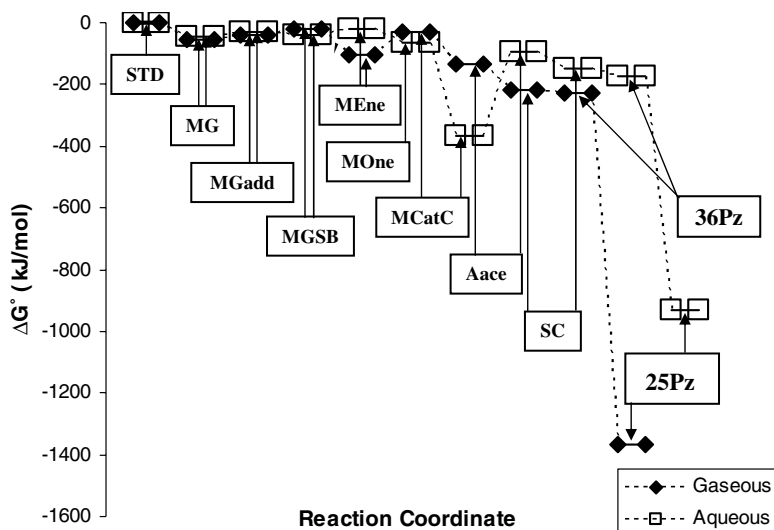 0
-200
-400
-600
-800
-1000
-1200
-1400
-1600
ΔG° ( kJ/mol)
STD
MG
MGadd
MGSB
MEne
MOne
MCatC
Aace
SC
36Pz
25Pz
Reaction Coordinate
Gaseous
Aqueous